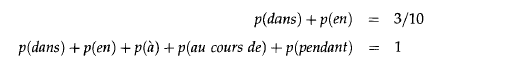 p(dans) + p(en) = 3/10
p(dans) + p(en) + p(à) + p(au cours de) + p(pendant) = 1